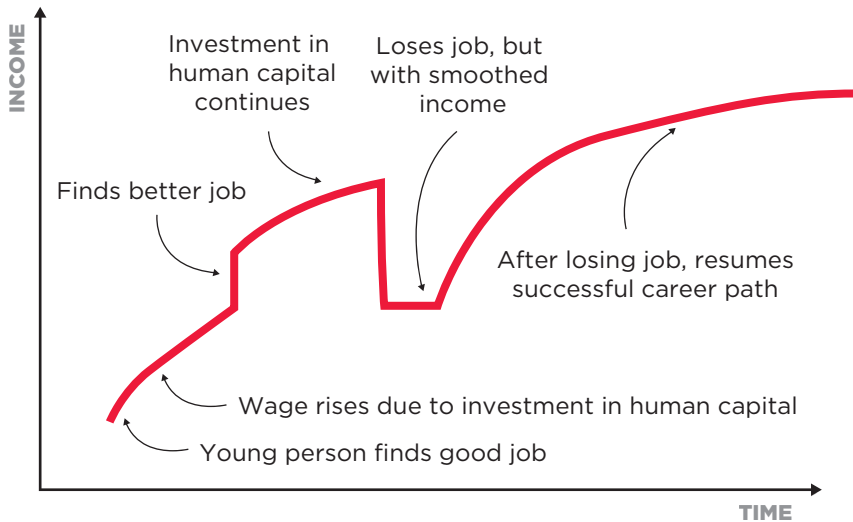 INCOME
Investment in
human capital
continues
Loses job, but
with smoothed
income
Finds better job
After losing job, resumes
successful career path
Wage rises due to investment in human capital
Young person finds good job
TIME